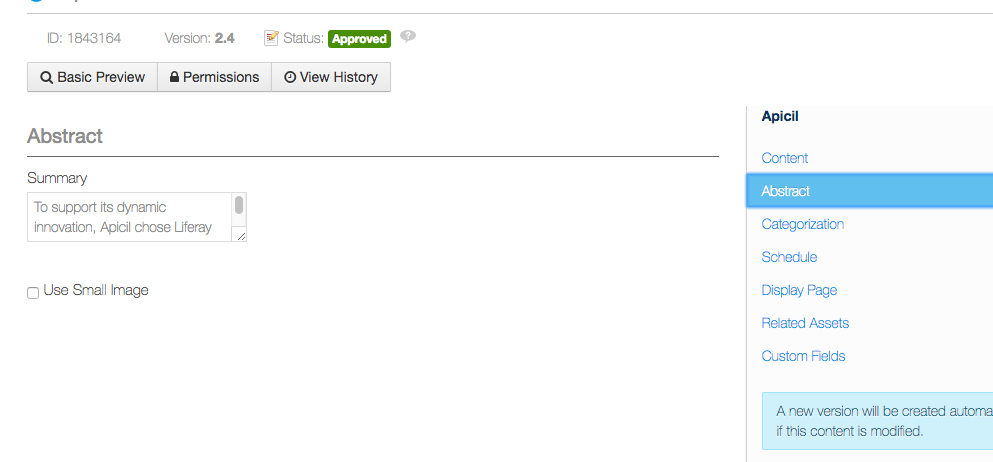 ID: 1843164 Version: 2.4 Status: Approved
Basic Preview Permissions View History
Abstract
Summary
To support its dynamic
innovation, Apicil chose Liferay
Use Small Image
Apicil
Content
Abstract
Categorization
Schedule
Display Page
Related Assets
Custom Fields
A new version will be created automa
if this content is modified.